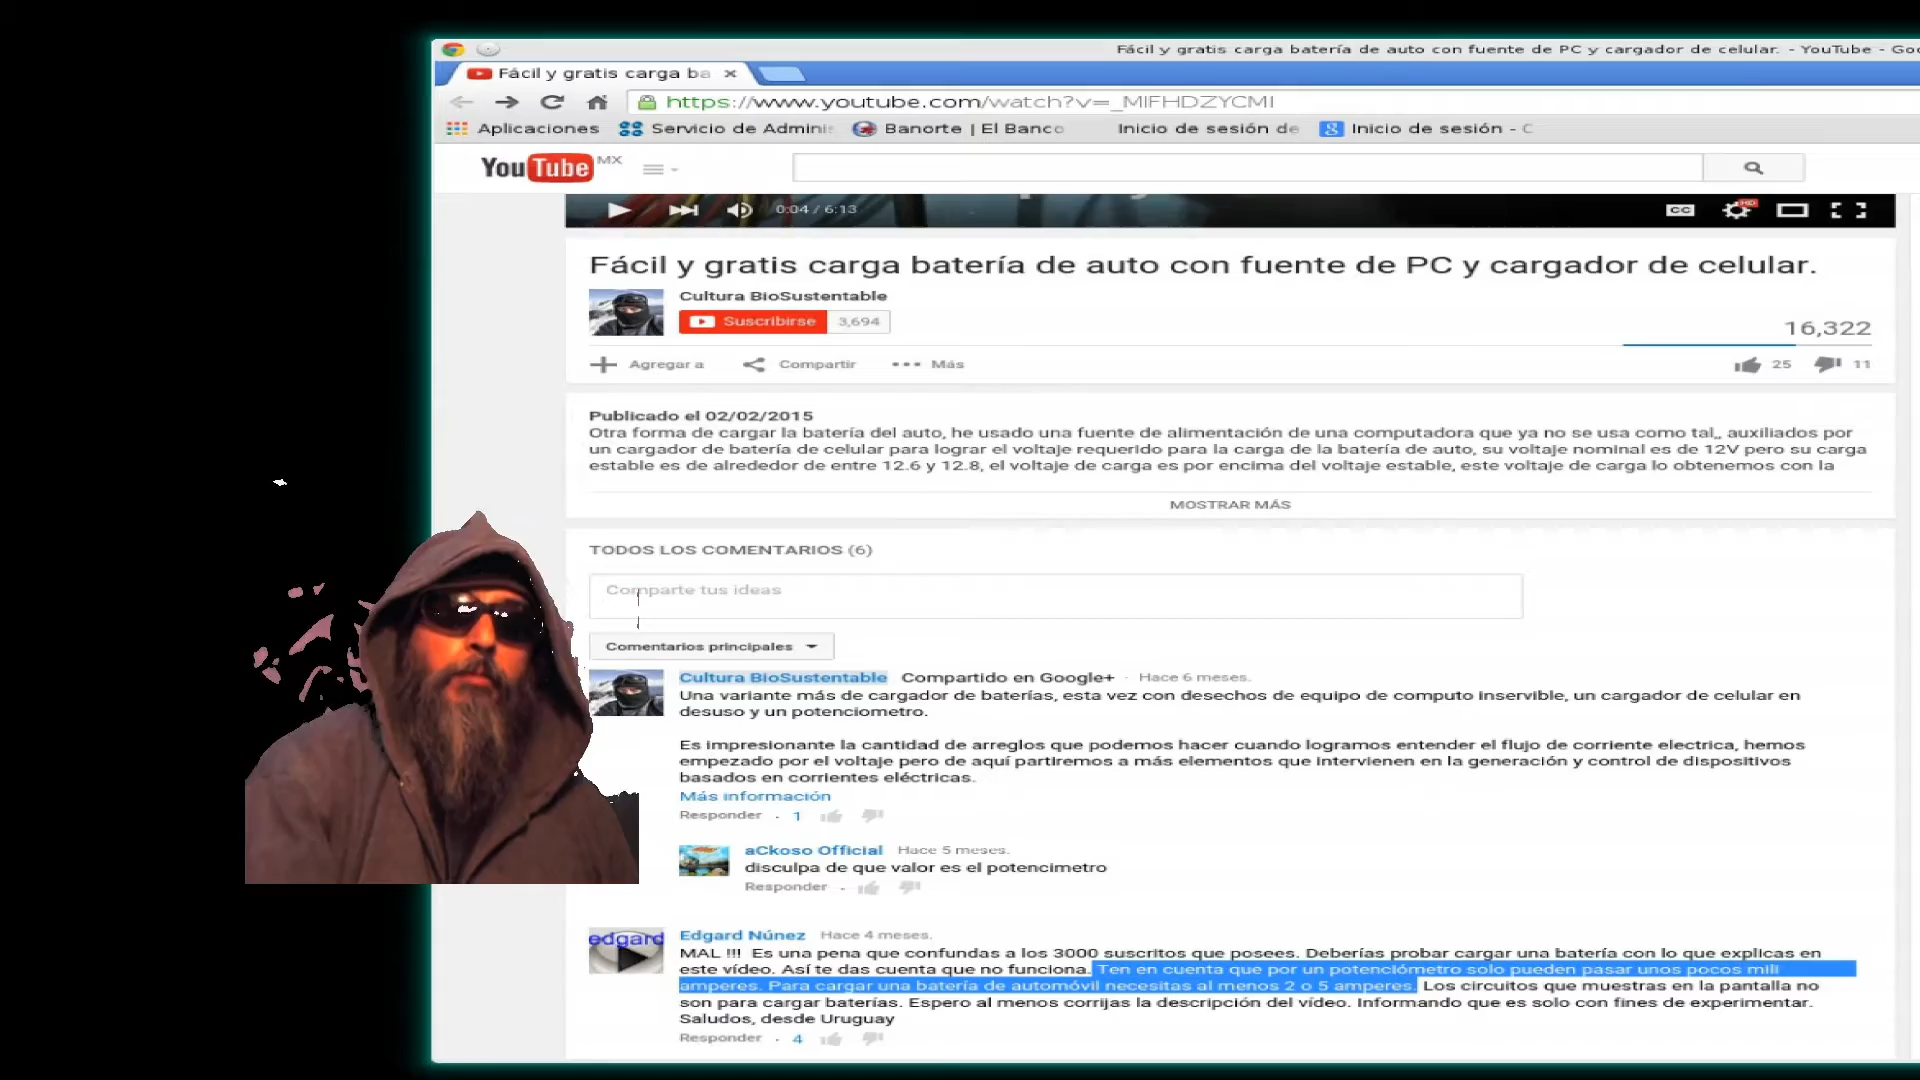 Fácil y gratis carga batería de auto con fuente de PC y cargador de celular. - YouTube - Goo
Fácil y gratis carga ba
https://www.youtube.com/watch?v=_MIFHDZYCMI
Aplicaciones Servicio de Adminis Banorte | El Banco Inicio de sesión de Inicio de sesión - C
YouTube MX
0:04 / 6:13 CC HD
Fácil y gratis carga batería de auto con fuente de PC y cargador de celular.
Cultura BioSustentable
Suscribirse 3,694
16,322
Agregar a Compartir Más 25 11
Publicado el 02/02/2015
Otra forma de cargar la batería del auto, he usado una fuente de alimentación de una computadora que ya no se usa como tal,, auxiliados por
un cargador de batería de celular para lograr el voltaje requerido para la carga de la batería de auto, su voltaje nominal es de 12V pero su carga
estable es de alrededor de entre 12.6 y 12.8, el voltaje de carga es por encima del voltaje estable, este voltaje de carga lo obtenemos con la
MOSTRAR MÁS
TODOS LOS COMENTARIOS (6)
Comparte tus ideas
Comentarios principales
Cultura BioSustentable Compartido en Google+ · Hace 6 meses.
Una variante más de cargador de baterías, esta vez con desechos de equipo de computo inservible, un cargador de celular en
desuso y un potenciometro.
Es impresionante la cantidad de arreglos que podemos hacer cuando logramos entender el flujo de corriente electrica, hemos
empezado por el voltaje pero de aquí partiremos a más elementos que intervienen en la generación y control de dispositivos
basados en corrientes eléctricas.
Más información
Responder · 1
aCkoso Official Hace 5 meses.
disculpa de que valor es el potencimetro
Responder ·
edgard
Edgard Núnez Hace 4 meses.
MAL !!! Es una pena que confundas a los 3000 suscritos que posees. Deberías probar cargar una batería con lo que explicas en
este vídeo. Así te das cuenta que no funciona. Ten en cuenta que por un potenciómetro solo pueden pasar unos pocos mili
amperes. Para cargar una batería de automóvil necesitas al menos 2 o 5 amperes. Los circuitos que muestras en la pantalla no
son para cargar baterías. Espero al menos corrijas la descripción del vídeo. Informando que es solo con fines de experimentar.
Saludos, desde Uruguay
Responder · 4